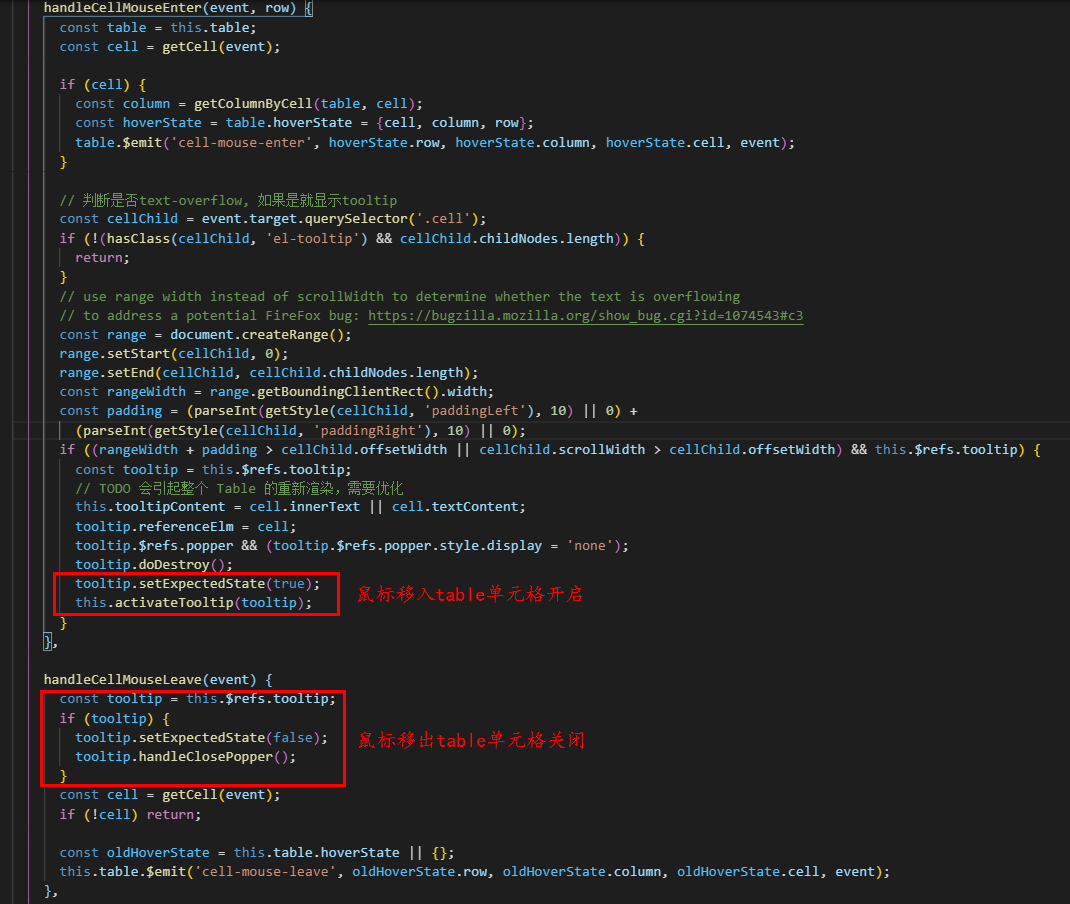 handleCellMouseEnter(event, row) {
const table = this.table;
const cell = getCell(event);
if (cell) {
const column = getColumnByCell(table, cell);
const hoverState = table.hoverState = {cell, column, row};
table.$emit('cell-mouse-enter', hoverState.row, hoverState.column, hoverState.cell, event);
}
// 判断是否text-overflow, 如果是就显示tooltip
const cellChild = event.target.querySelector('.cell');
if (!(hasClass(cellChild, 'el-tooltip') && cellChild.childNodes.length)) {
return;
}
// use range width instead of scrollWidth to determine whether the text is overflowing
// to address a potential FireFox bug: https://bugzilla.mozilla.org/show_bug.cgi?id=1074543#c3
const range = document.createRange();
range.setStart(cellChild, 0);
range.setEnd(cellChild, cellChild.childNodes.length);
const rangeWidth = range.getBoundingClientRect().width;
const padding = (parseInt(getStyle(cellChild, 'paddingLeft'), 10) || 0) +
(parseInt(getStyle(cellChild, 'paddingRight'), 10) || 0);
if ((rangeWidth + padding > cellChild.offsetWidth || cellChild.scrollWidth > cellChild.offsetWidth) && this.$refs.tooltip) {
const tooltip = this.$refs.tooltip;
// TODO 会引起整个 Table 的重新渲染，需要优化
this.tooltipContent = cell.innerText || cell.textContent;
tooltip.referenceElm = cell;
tooltip.$refs.popper && (tooltip.$refs.popper.style.display = 'none');
tooltip.doDestroy();
tooltip.setExpectedState(true);
鼠标移入table单元格开启
this.activateTooltip(tooltip);
}
},
handleCellMouseLeave(event) {
const tooltip = this.$refs.tooltip;
if (tooltip) {
tooltip.setExpectedState(false);
鼠标移出table单元格关闭
tooltip.handleClosePopper();
}
const cell = getCell(event);
if (!cell) return;
const oldHoverState = this.table.hoverState || {};
this.table.$emit('cell-mouse-leave', oldHoverState.row, oldHoverState.column, oldHoverState.cell, event);
},